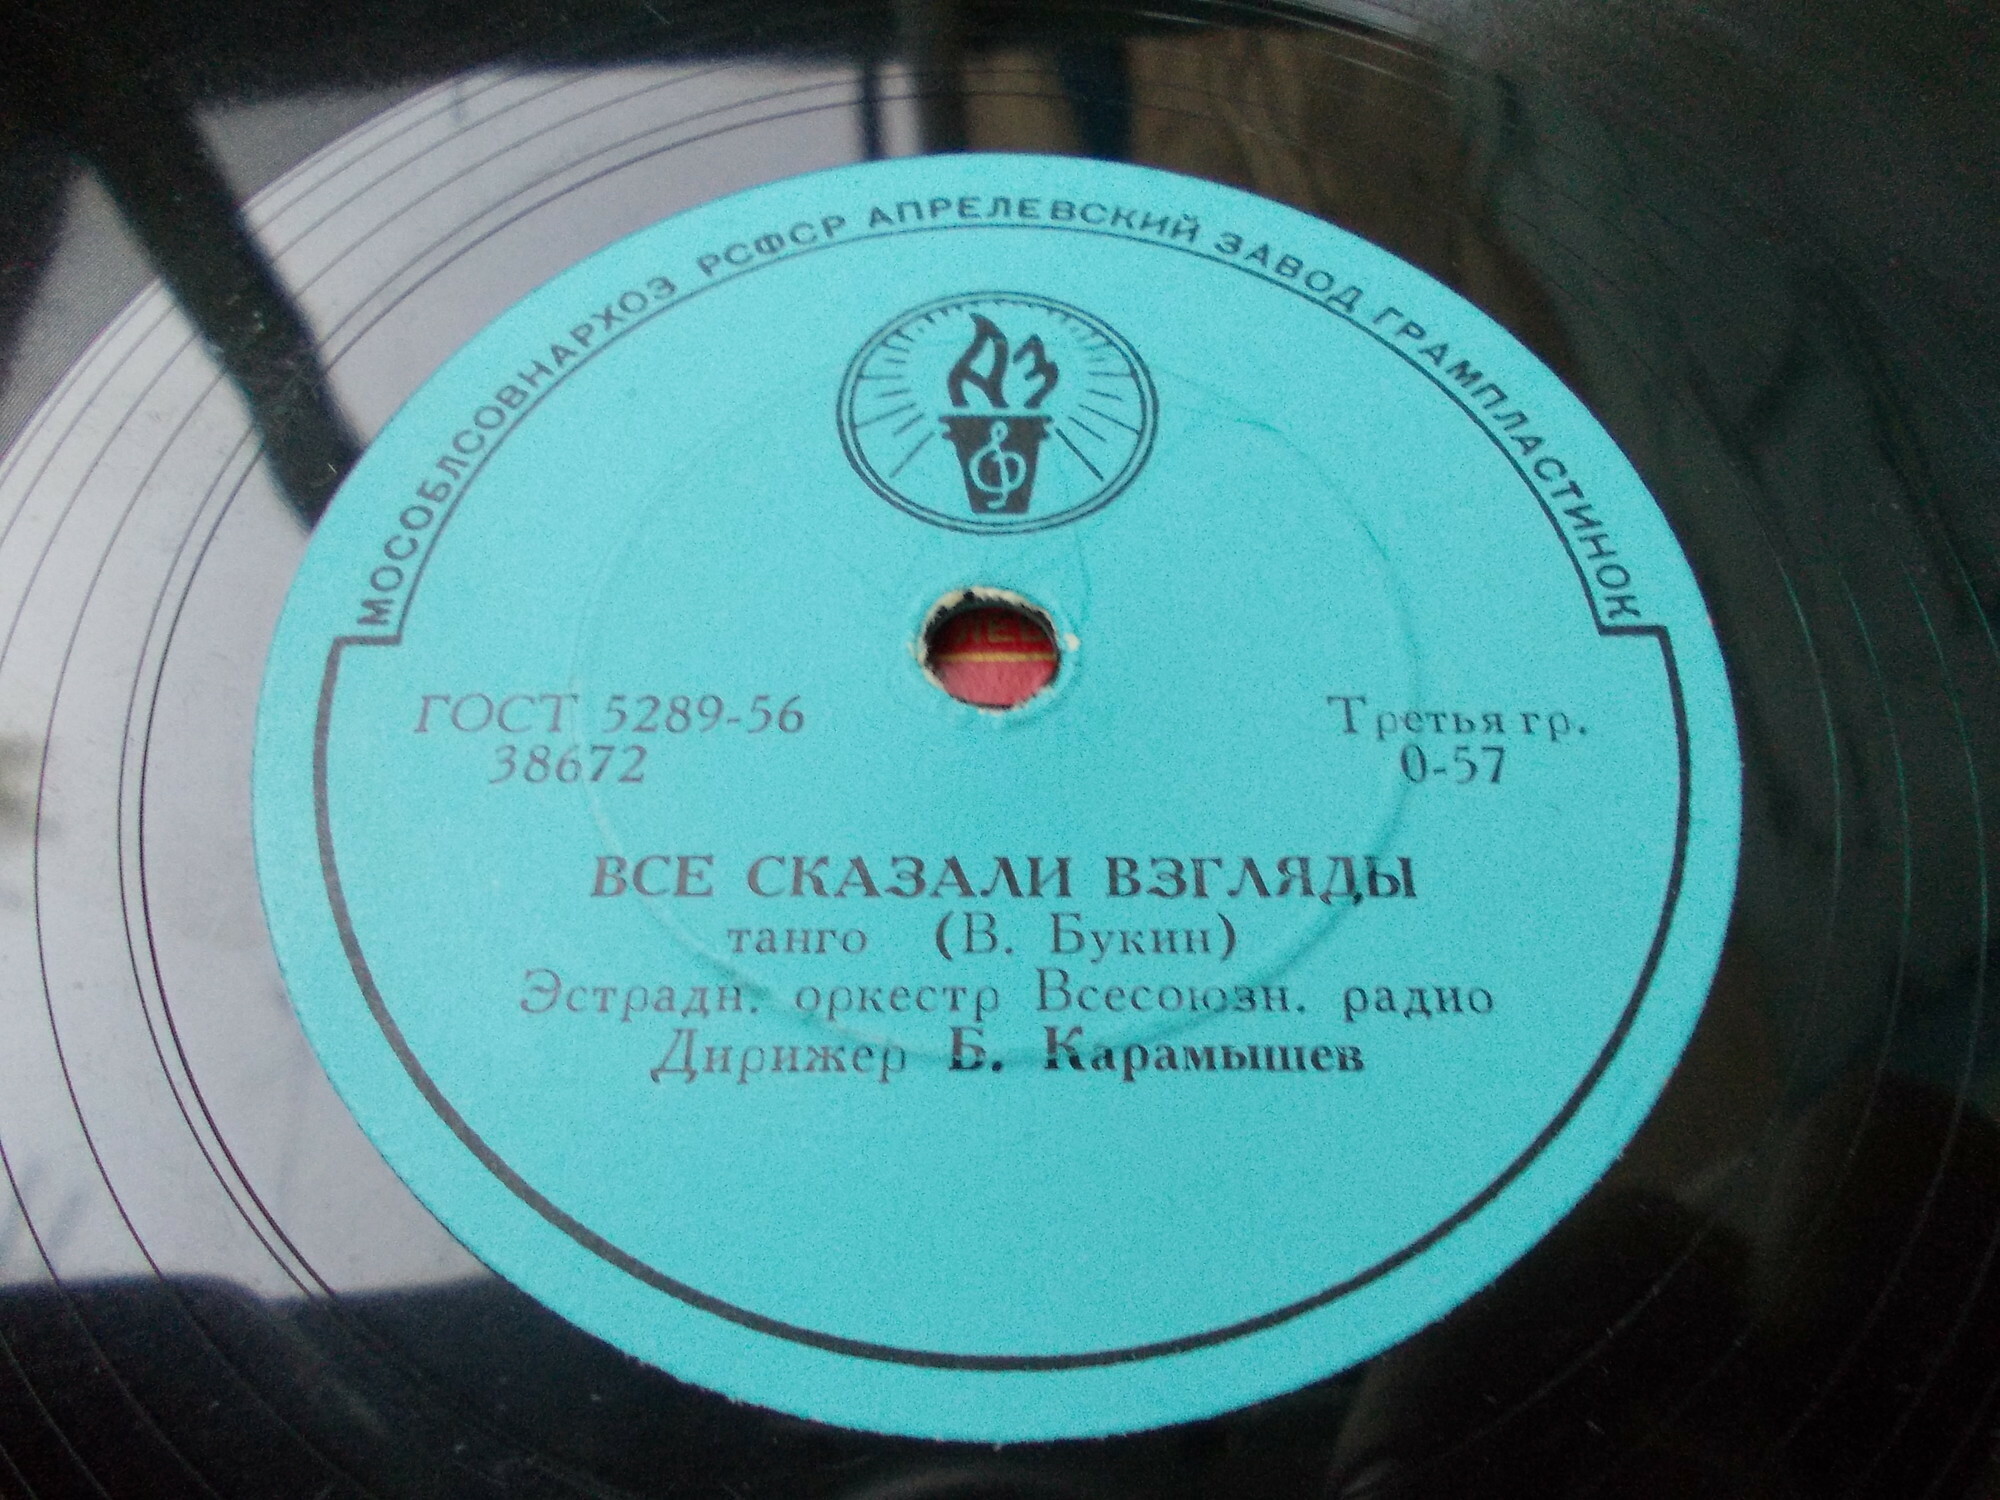 МОСОБЛСОВНАРХОЗ РСФСР АПРЕЛЕВСКИЙ ЗАВОД ГРАМПЛАСТИНОК
АЗ
ЛЕВ
ГОСТ 5289-56
38672
Третья гр.
0-57
ВСЕ СКАЗАЛИ ВЗГЛЯДЫ
танго (В. Букин)
Эстрадн. оркестр Всесоюзн. радио
Дирижер Б. Карамышев